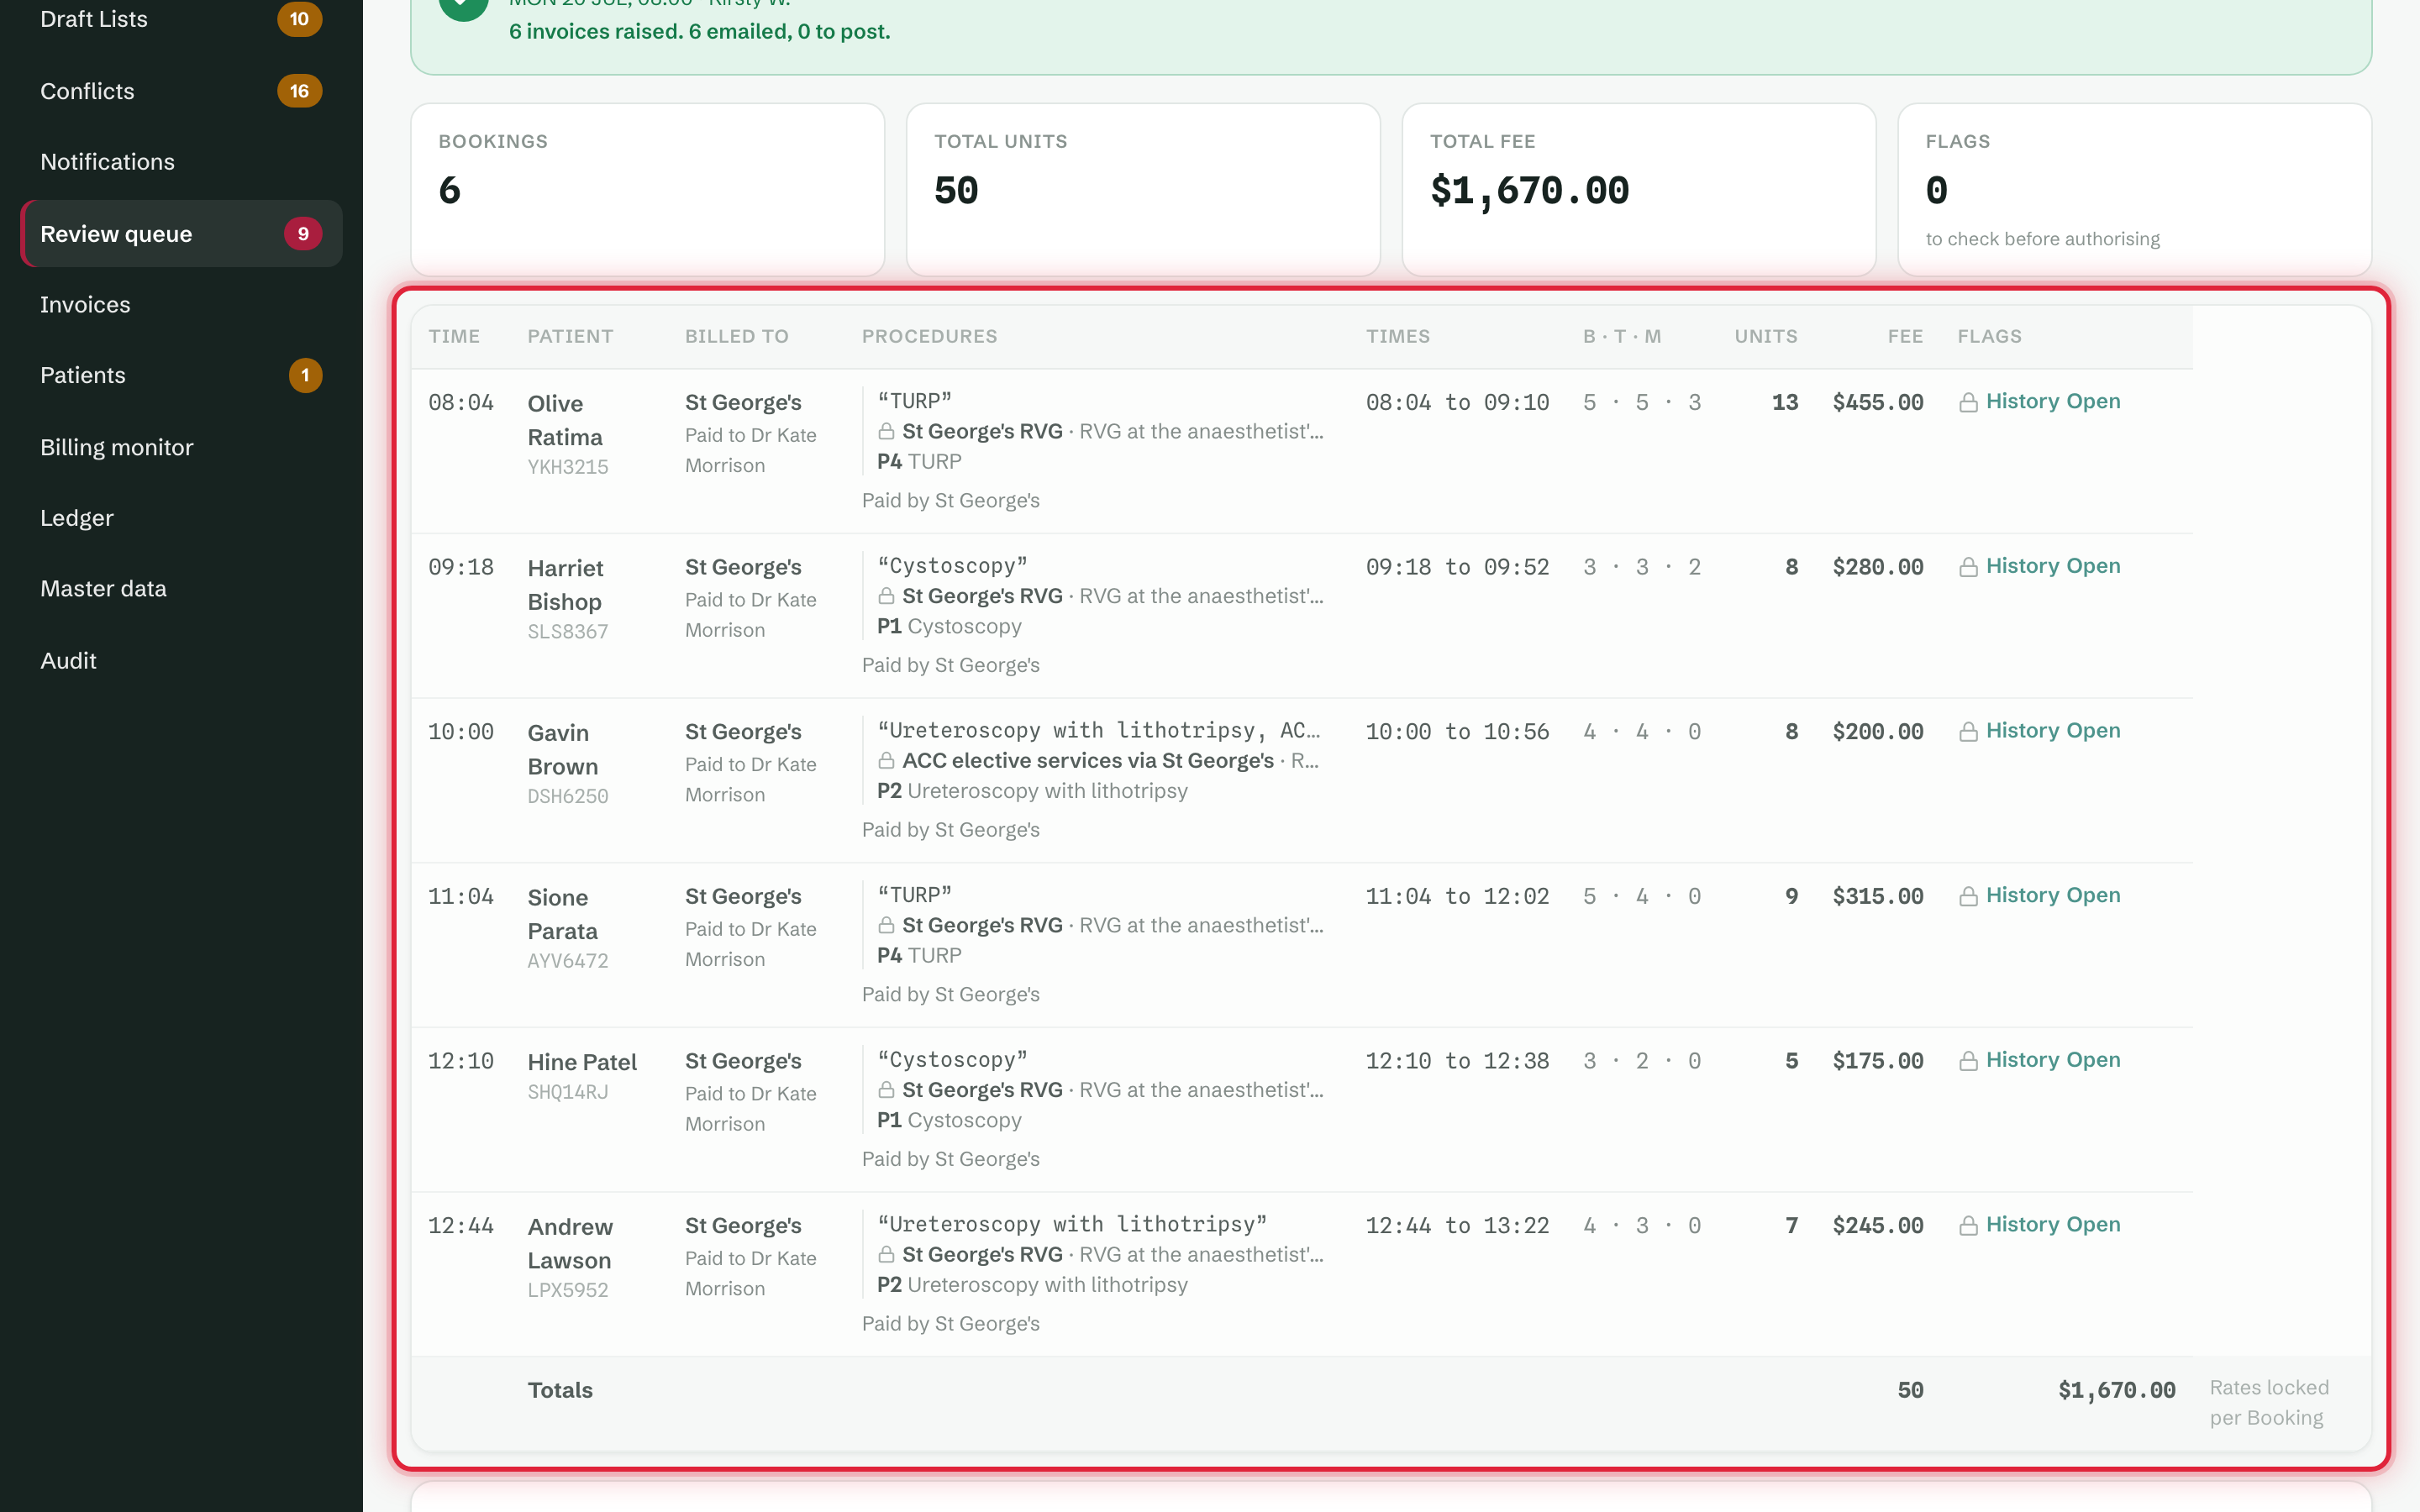 Draft Lists 10
Conflicts 16
Notifications
Review queue 9
Invoices
Patients 1
Billing monitor
Ledger
Master data
Audit
MON 20 JUL, 08:00 · Kirsty W.
6 invoices raised. 6 emailed, 0 to post.
BOOKINGS
6
TOTAL UNITS
50
TOTAL FEE
$1,670.00
FLAGS
0
to check before authorising
TIME PATIENT BILLED TO PROCEDURES TIMES B · T · M UNITS FEE FLAGS
08:04 Olive Ratima YKH3215 St George's Paid to Dr Kate Morrison
“TURP”
St George's RVG · RVG at the anaesthetist'...
P4 TURP
Paid by St George's
08:04 to 09:10 5 · 5 · 3 13 $455.00 History Open
09:18 Harriet Bishop SLS8367 St George's Paid to Dr Kate Morrison
“Cystoscopy”
St George's RVG · RVG at the anaesthetist'...
P1 Cystoscopy
Paid by St George's
09:18 to 09:52 3 · 3 · 2 8 $280.00 History Open
10:00 Gavin Brown DSH6250 St George's Paid to Dr Kate Morrison
“Ureteroscopy with lithotripsy, AC...
ACC elective services via St George's · R...
P2 Ureteroscopy with lithotripsy
Paid by St George's
10:00 to 10:56 4 · 4 · 0 8 $200.00 History Open
11:04 Sione Parata AYV6472 St George's Paid to Dr Kate Morrison
“TURP”
St George's RVG · RVG at the anaesthetist'...
P4 TURP
Paid by St George's
11:04 to 12:02 5 · 4 · 0 9 $315.00 History Open
12:10 Hine Patel SHQ14RJ St George's Paid to Dr Kate Morrison
“Cystoscopy”
St George's RVG · RVG at the anaesthetist'...
P1 Cystoscopy
Paid by St George's
12:10 to 12:38 3 · 2 · 0 5 $175.00 History Open
12:44 Andrew Lawson LPX5952 St George's Paid to Dr Kate Morrison
“Ureteroscopy with lithotripsy”
St George's RVG · RVG at the anaesthetist'...
P2 Ureteroscopy with lithotripsy
Paid by St George's
12:44 to 13:22 4 · 3 · 0 7 $245.00 History Open
Totals 50 $1,670.00 Rates locked per Booking